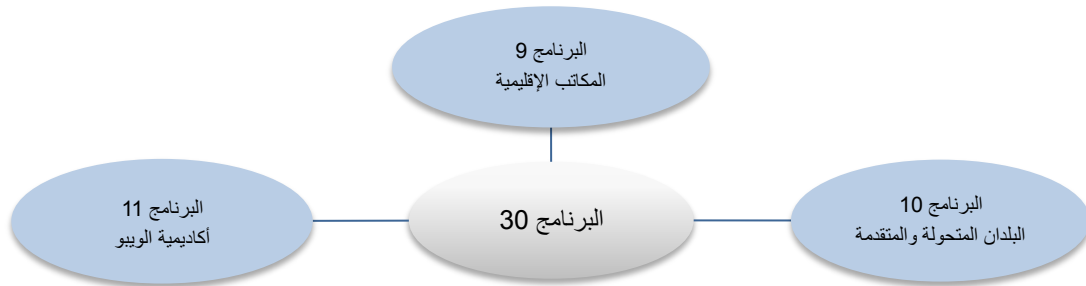 البرنامج 9
المكاتب الإقليمية
البرنامج 10
البلدان المتحولة والمتقدمة
البرنامج 30
البرنامج 11
أكاديمية الويبو